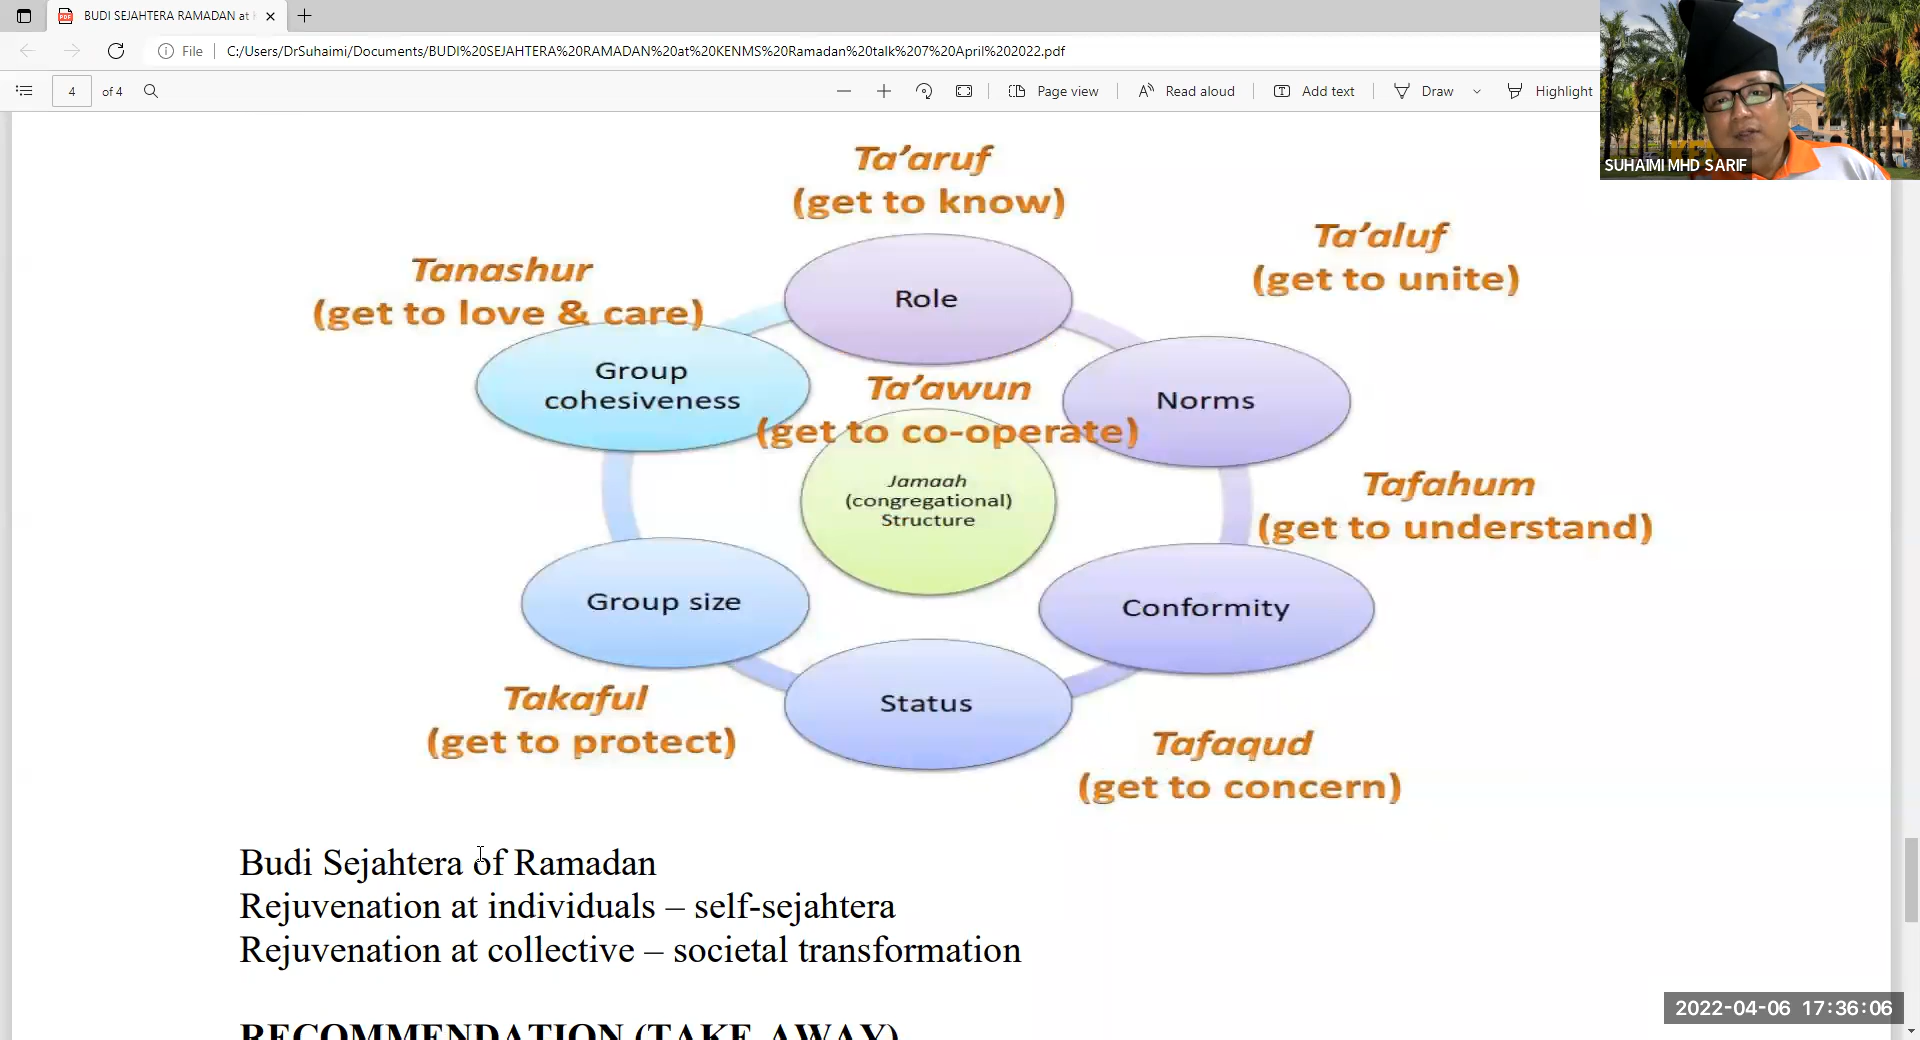 BUDI SEJAHTERA RAMADAN at
File
C:/Users/DrSuhaimi/Documents/BUDI%20SEJAHTERA%20RAMADAN%20at%20KENMS%20Ramadan%20talk%207%20April%202022.pdf
4
of 4
Page view
Read aloud
Add text
Draw
Highlight
SUHAIMI MHD SARIF
Ta'aruf
(get to know)
Ta'aluf
(get to unite)
Tanashur
(get to love & care)
Role
Group
cohesiveness
Ta'awun
(get to co-operate)
Norms
Jamaah
(congregational)
Structure
Tafahum
(get to understand)
Group size
Conformity
Takaful
(get to protect)
Status
Tafaqud
(get to concern)
Budi Sejahtera of Ramadan
Rejuvenation at individuals – self-sejahtera
Rejuvenation at collective – societal transformation
RECOMMENDATION (TAKE-AWAY)
2022-04-06 17:36:06